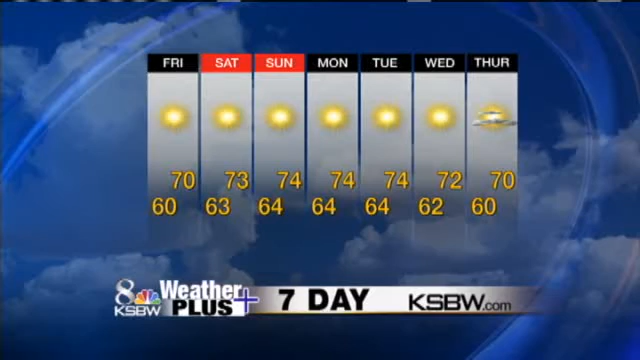 FRI SAT SUN MON TUE WED THUR
70 73 74 74 74 72 70
60 63 64 64 64 62 60
8 Weather
KSBW PLUS+ 7 DAY KSBW.com